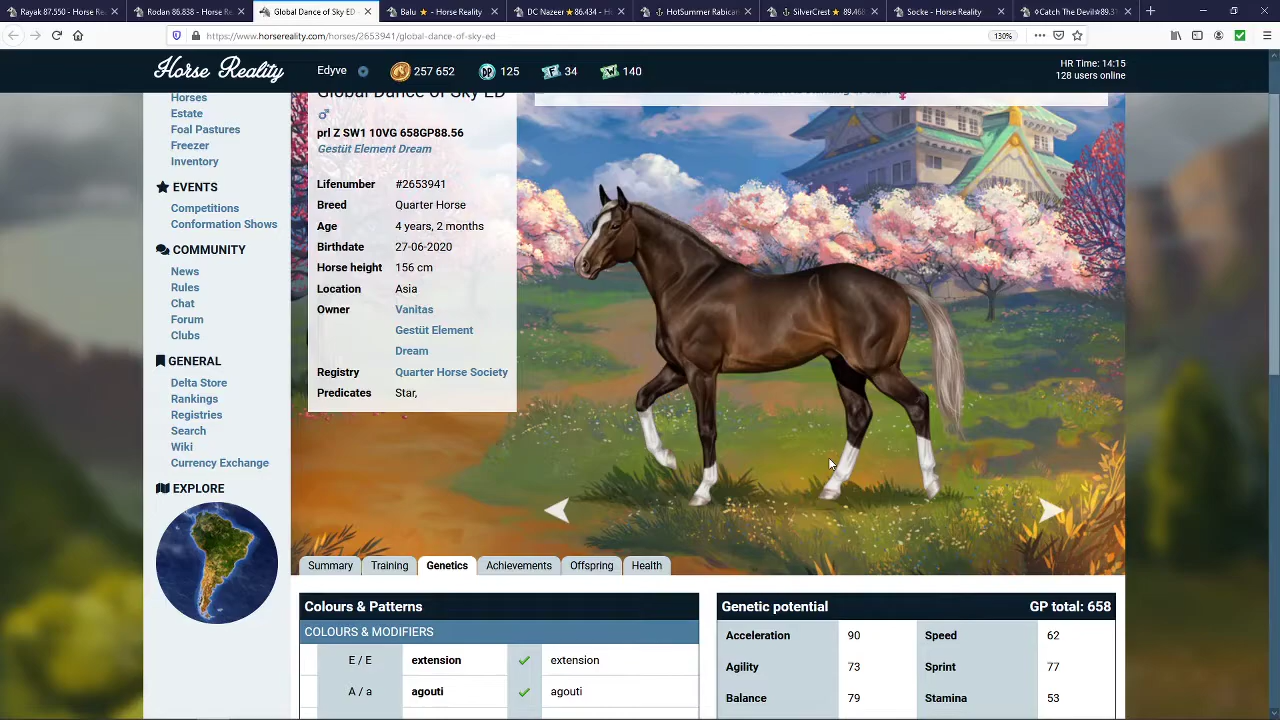 Rayak 87.550 - Horse Re
Rodan 86.838 - Horse Re
Global Dance of Sky ED -
Balu ★ - Horse Reality
DC Nazeer★86.434 - H
HotSummer Rabican
SilverCrest ★ 89.468
Socke - Horse Reality
Catch The Devil☆89.3
https://www.horsereality.com/horses/2653941/global-dance-of-sky-ed
130%
Horse Reality
Edyve
257 652
DP 125
F 34
W 140
HR Time: 14:15
128 users online
Horses
Estate
Foal Pastures
Freezer
Inventory
EVENTS
Competitions
Conformation Shows
COMMUNITY
News
Rules
Chat
Forum
Clubs
GENERAL
Delta Store
Rankings
Registries
Search
Wiki
Currency Exchange
EXPLORE
Global Dance of Sky ED
♂
prl Z SW1 10VG 658GP88.56
Gestüt Element Dream
Lifenumber #2653941
Breed Quarter Horse
Age 4 years, 2 months
Birthdate 27-06-2020
Horse height 156 cm
Location Asia
Owner Vanitas
Gestüt Element
Dream
Registry Quarter Horse Society
Predicates Star,
Summary Training Genetics Achievements Offspring Health
Colours & Patterns
COLOURS & MODIFIERS
E / E extension ✓ extension
A / a agouti ✓ agouti
Genetic potential GP total: 658
Acceleration 90 Speed 62
Agility 73 Sprint 77
Balance 79 Stamina 53